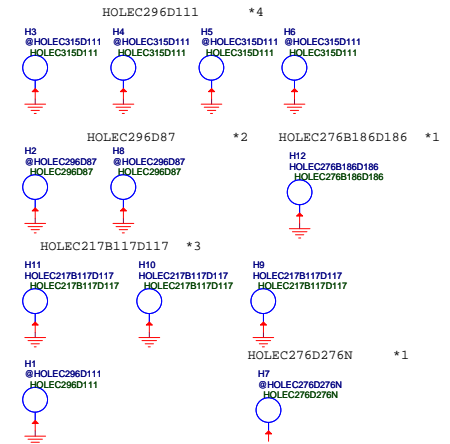 HOLEC296D111 *4
H3 H4 H5 H6
@HOLEC315D111 @HOLEC315D111 @HOLEC315D111 @HOLEC315D111
HOLEC315D111 HOLEC315D111 HOLEC315D111 HOLEC315D111
HOLEC296D87 *2 HOLEC276B186D186 *1
H2 H8 H12
@HOLEC296D87 @HOLEC296D87 HOLEC276B186D186
HOLEC296D87 HOLEC296D87 HOLEC276B186D186
HOLEC217B117D117 *3
H11 H10 H9
HOLEC217B117D117 HOLEC217B117D117 HOLEC217B117D117
HOLEC217B117D117 HOLEC217B117D117 HOLEC217B117D117
HOLEC276D276N *1
H1 H7
@HOLEC296D111 @HOLEC276D276N
HOLEC296D111 HOLEC276D276N